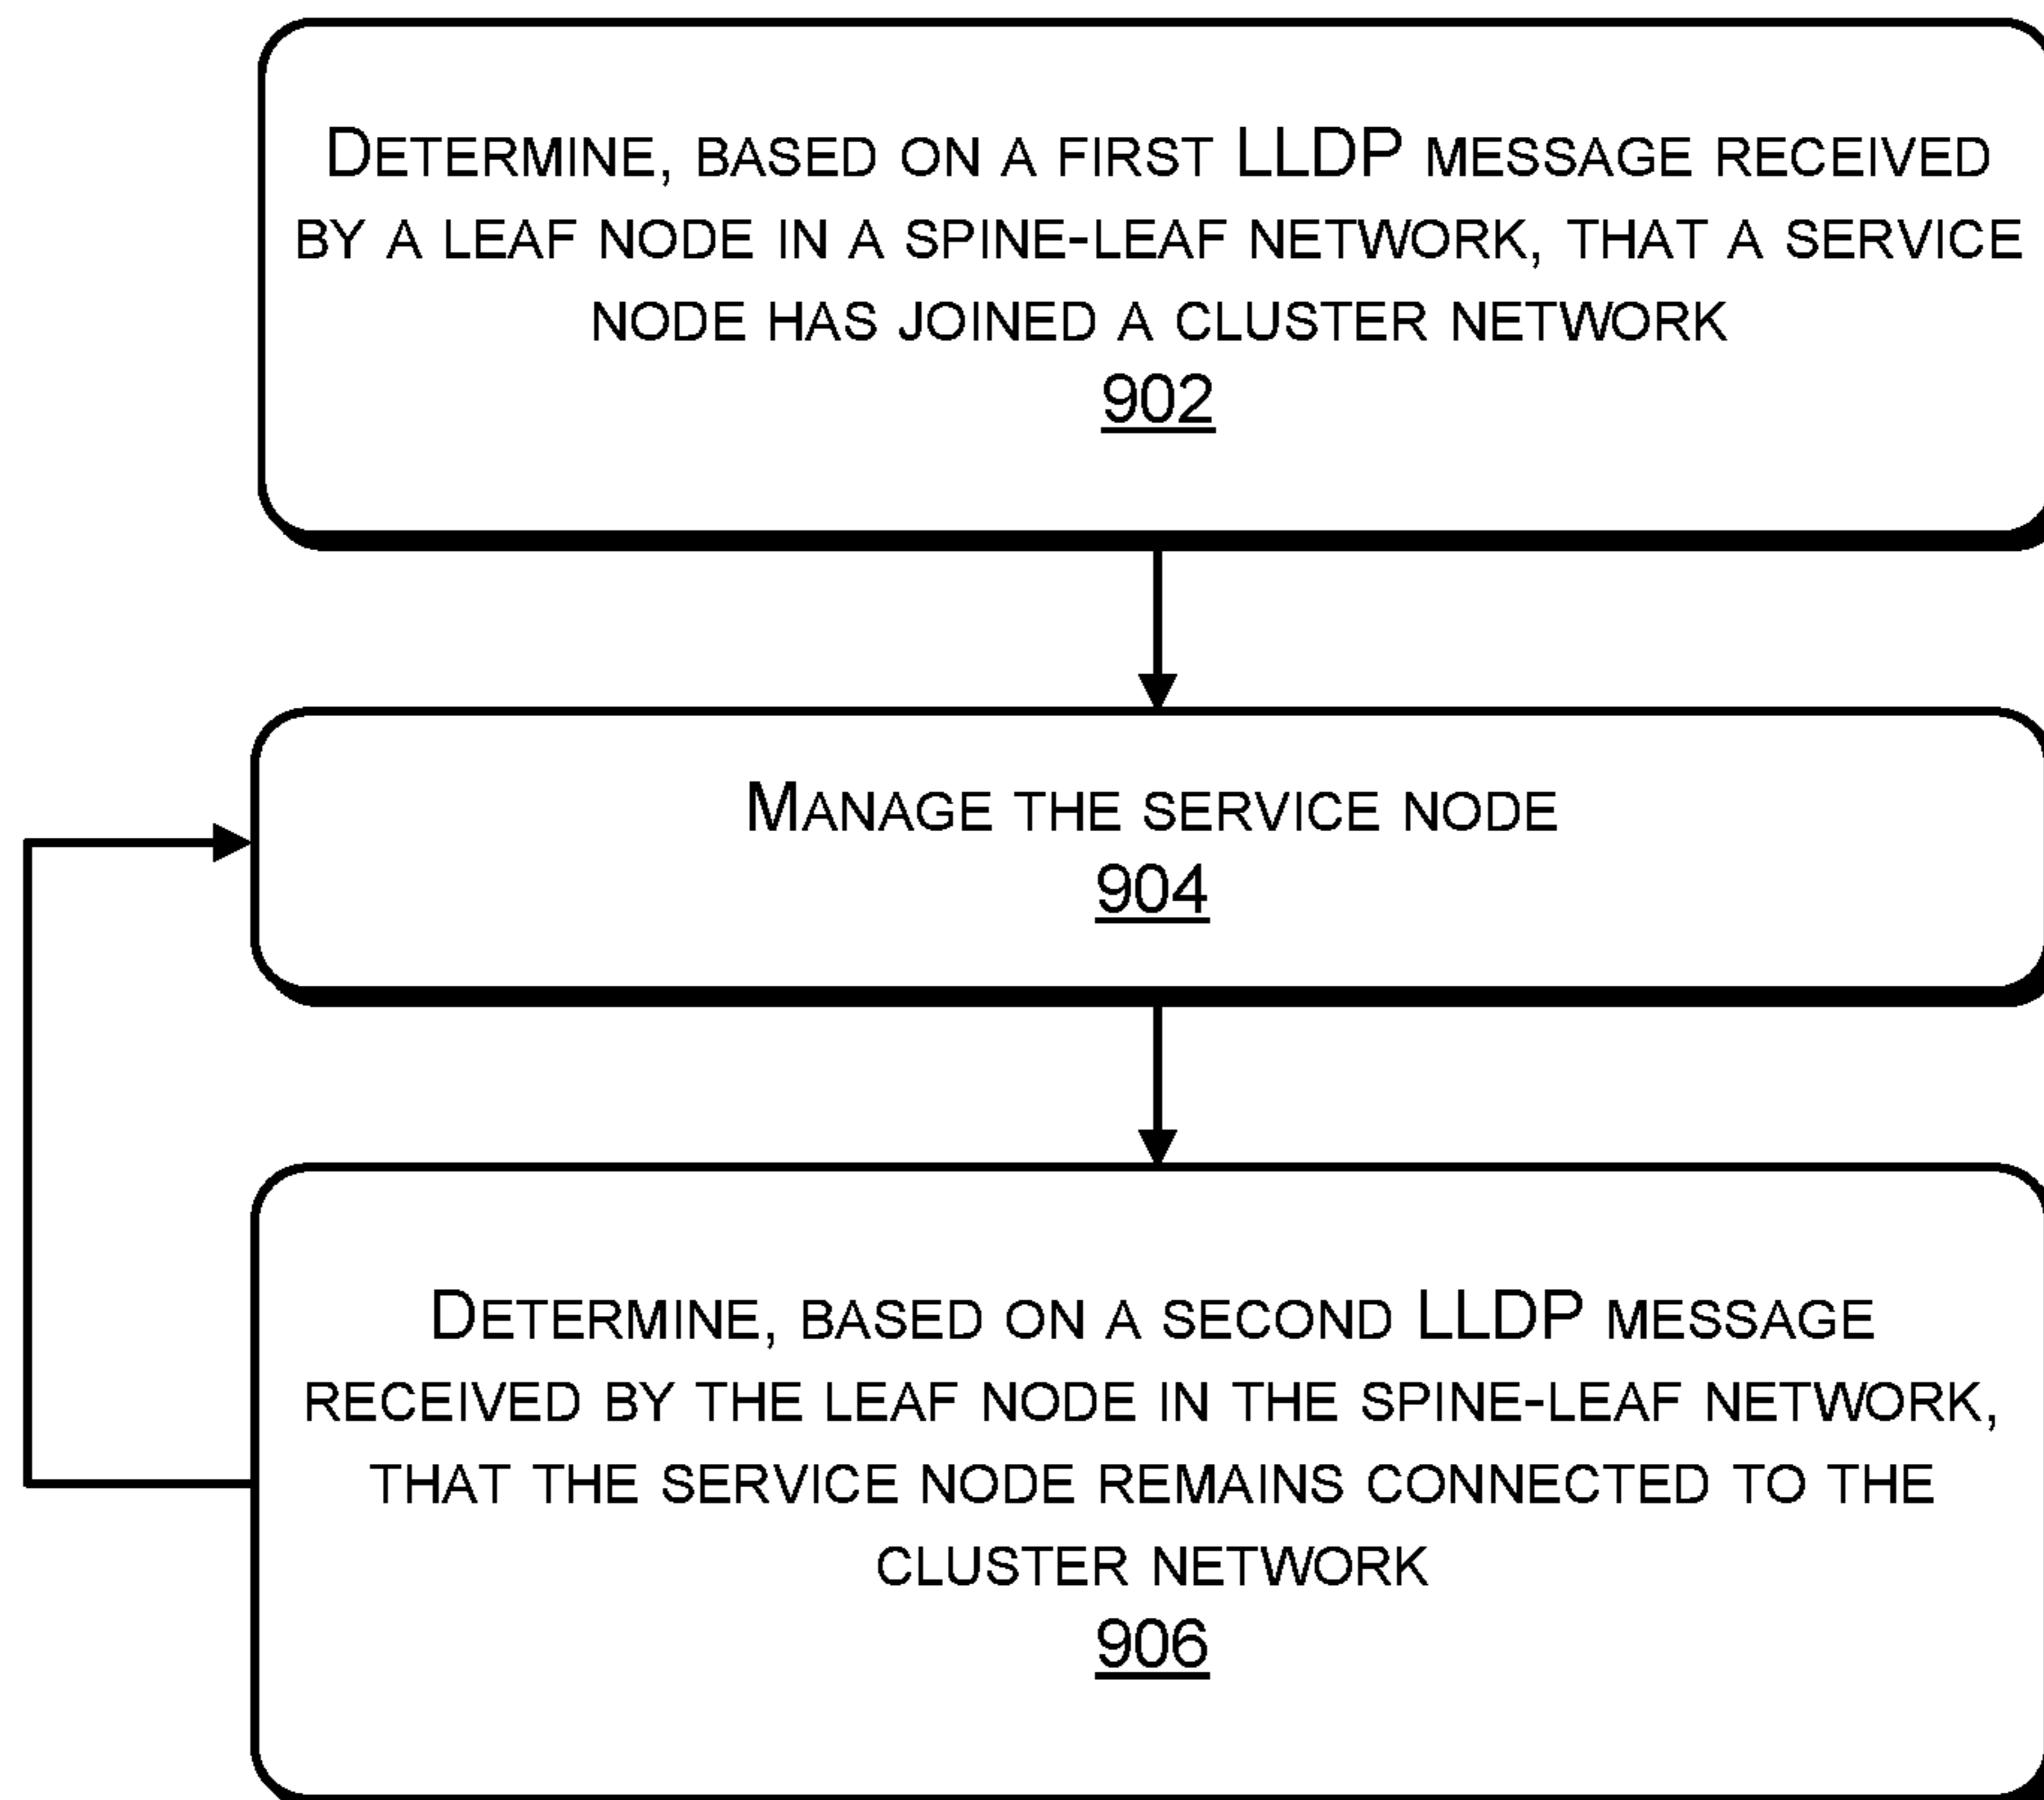 DETERMINE, BASED ON A FIRST LLDP MESSAGE RECEIVED
BY A LEAF NODE IN A SPINE-LEAF NETWORK, THAT A SERVICE
NODE HAS JOINED A CLUSTER NETWORK
902
MANAGE THE SERVICE NODE
904
DETERMINE, BASED ON A SECOND LLDP MESSAGE
RECEIVED BY THE LEAF NODE IN THE SPINE-LEAF NETWORK,
THAT THE SERVICE NODE REMAINS CONNECTED TO THE
CLUSTER NETWORK
906